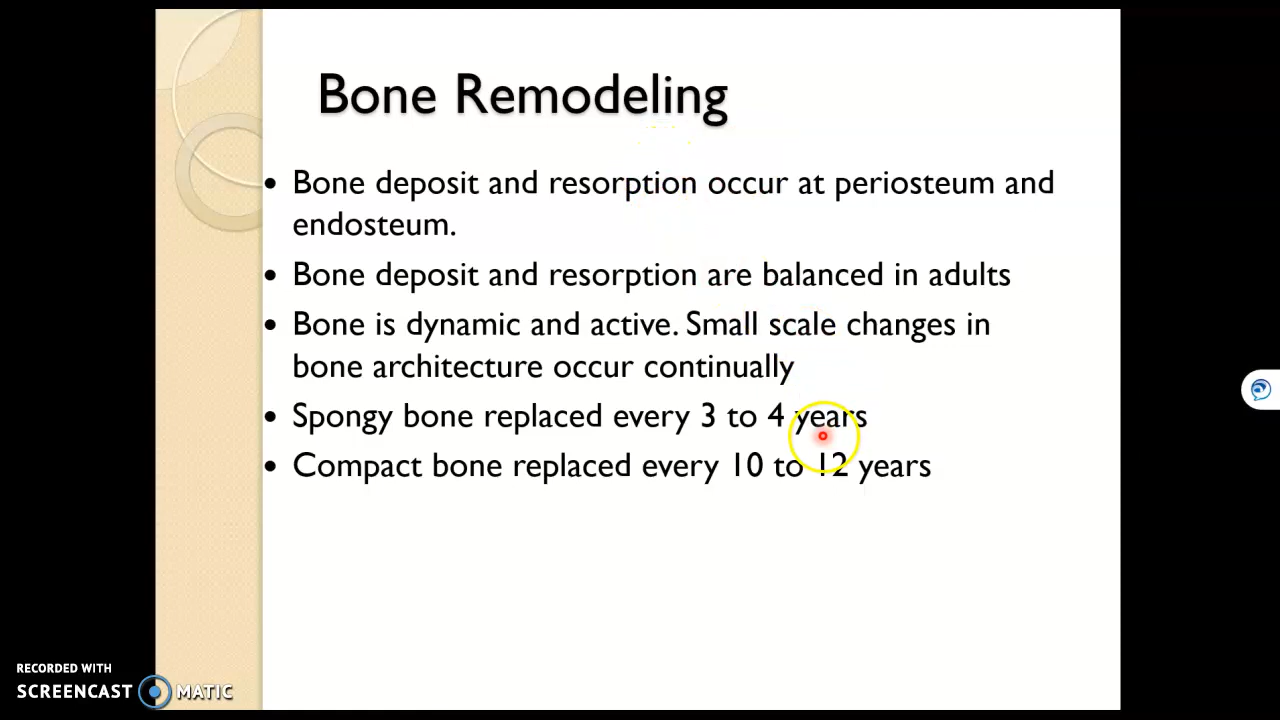 Bone Remodeling
• Bone deposit and resorption occur at periosteum and
endosteum.
• Bone deposit and resorption are balanced in adults
• Bone is dynamic and active. Small scale changes in
bone architecture occur continually
• Spongy bone replaced every 3 to 4 years
• Compact bone replaced every 10 to 12 years
RECORDED WITH
SCREENCAST MATIC